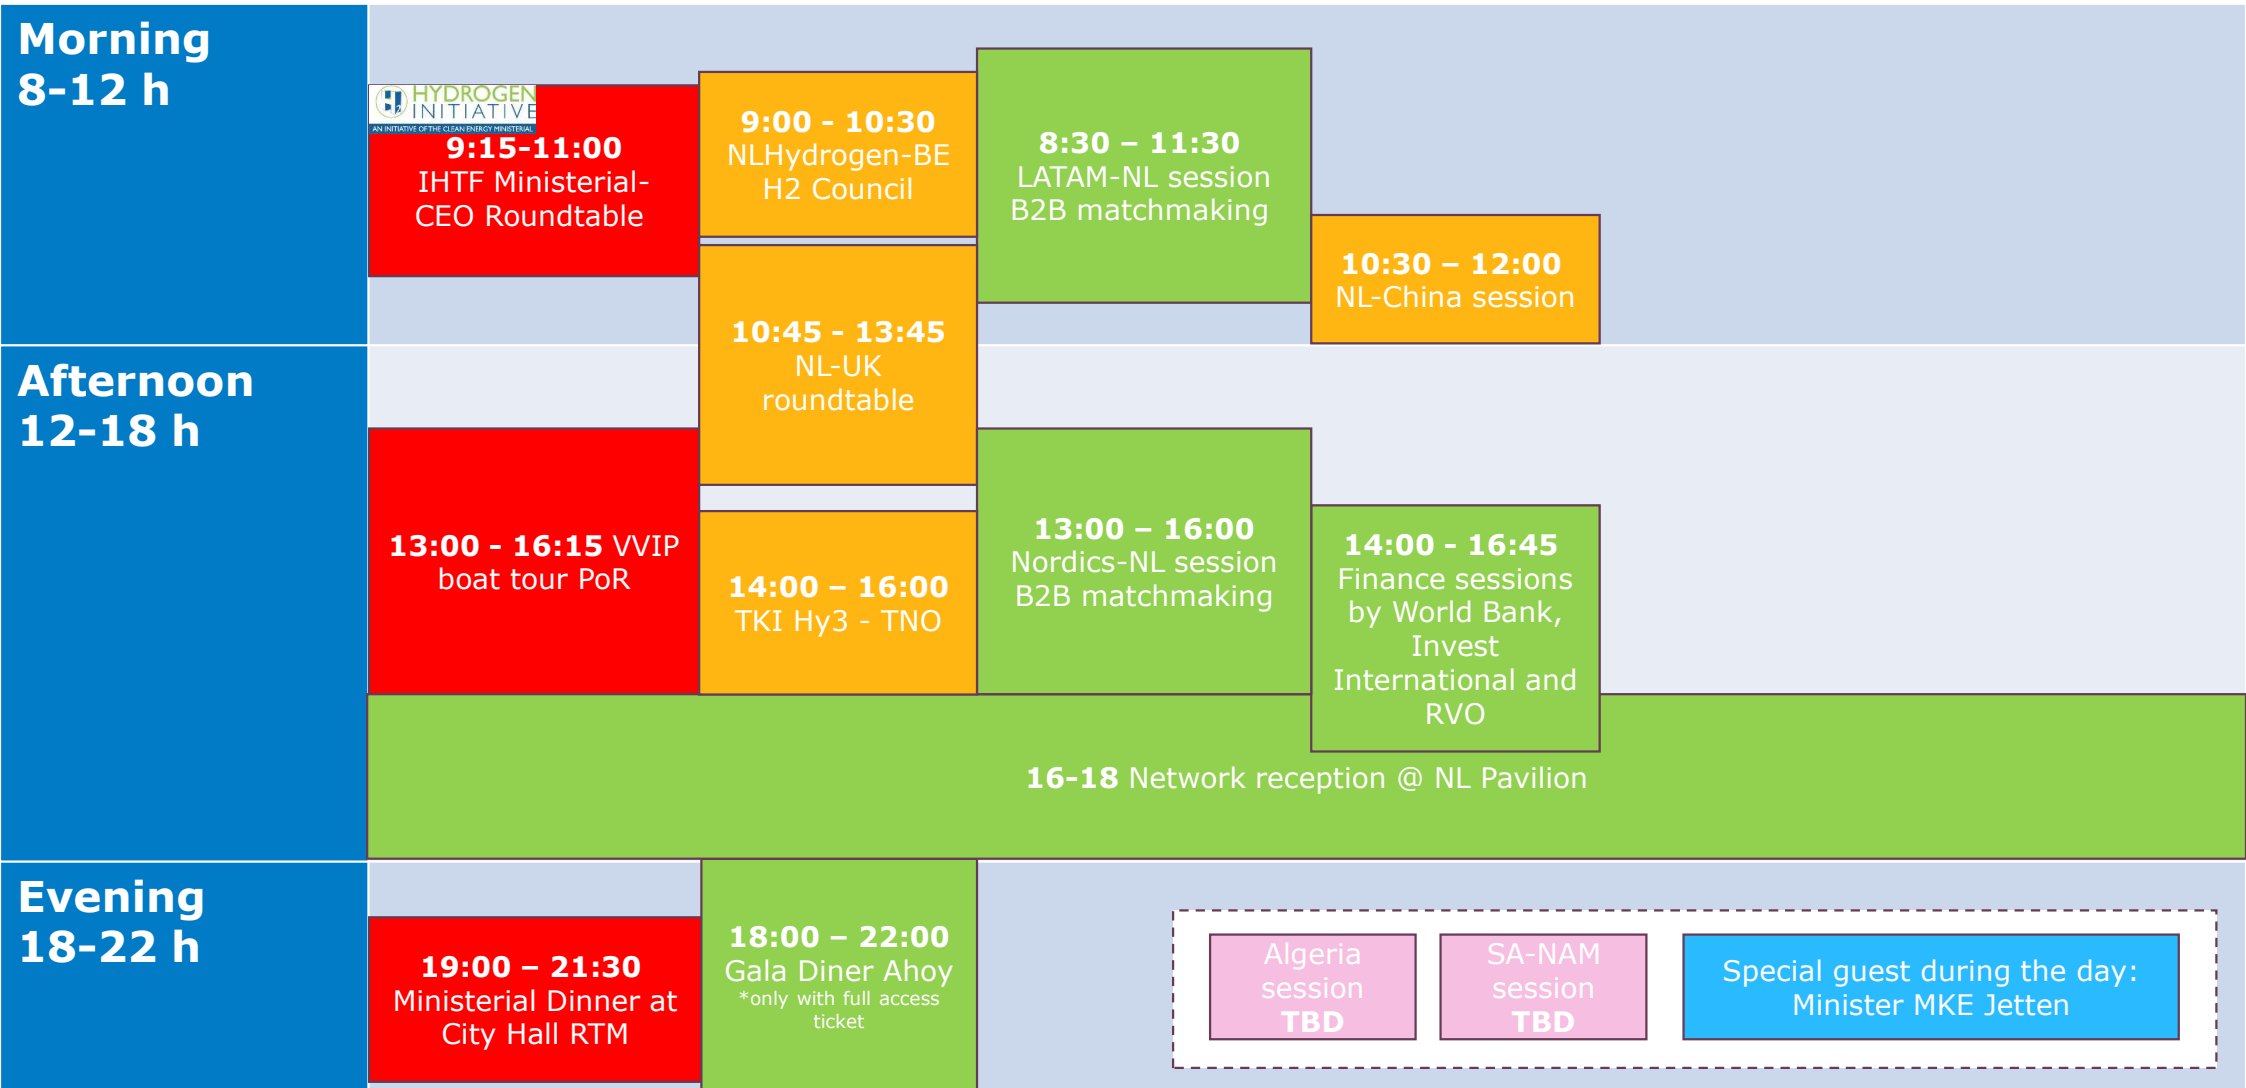 Morning
8-12 h
HYDROGEN
INITIATIVE
AN INITIATIVE OF THE CLEAN ENERGY MINISTERIAL
9:15-11:00
IHTF Ministerial-
CEO Roundtable
9:00 - 10:30
NLHydrogen-BE
H2 Council
8:30 – 11:30
LATAM-NL session
B2B matchmaking
10:30 – 12:00
NL-China session
10:45 - 13:45
NL-UK
roundtable
Afternoon
12-18 h
13:00 - 16:15 VVIP
boat tour PoR
14:00 – 16:00
TKI Hy3 - TNO
13:00 – 16:00
Nordics-NL session
B2B matchmaking
14:00 - 16:45
Finance sessions
by World Bank,
Invest
International and
RVO
16-18 Network reception @ NL Pavilion
Evening
18-22 h
19:00 – 21:30
Ministerial Dinner at
City Hall RTM
18:00 – 22:00
Gala Diner Ahoy
*only with full access
ticket
Algeria
session
TBD
SA-NAM
session
TBD
Special guest during the day:
Minister MKE Jetten